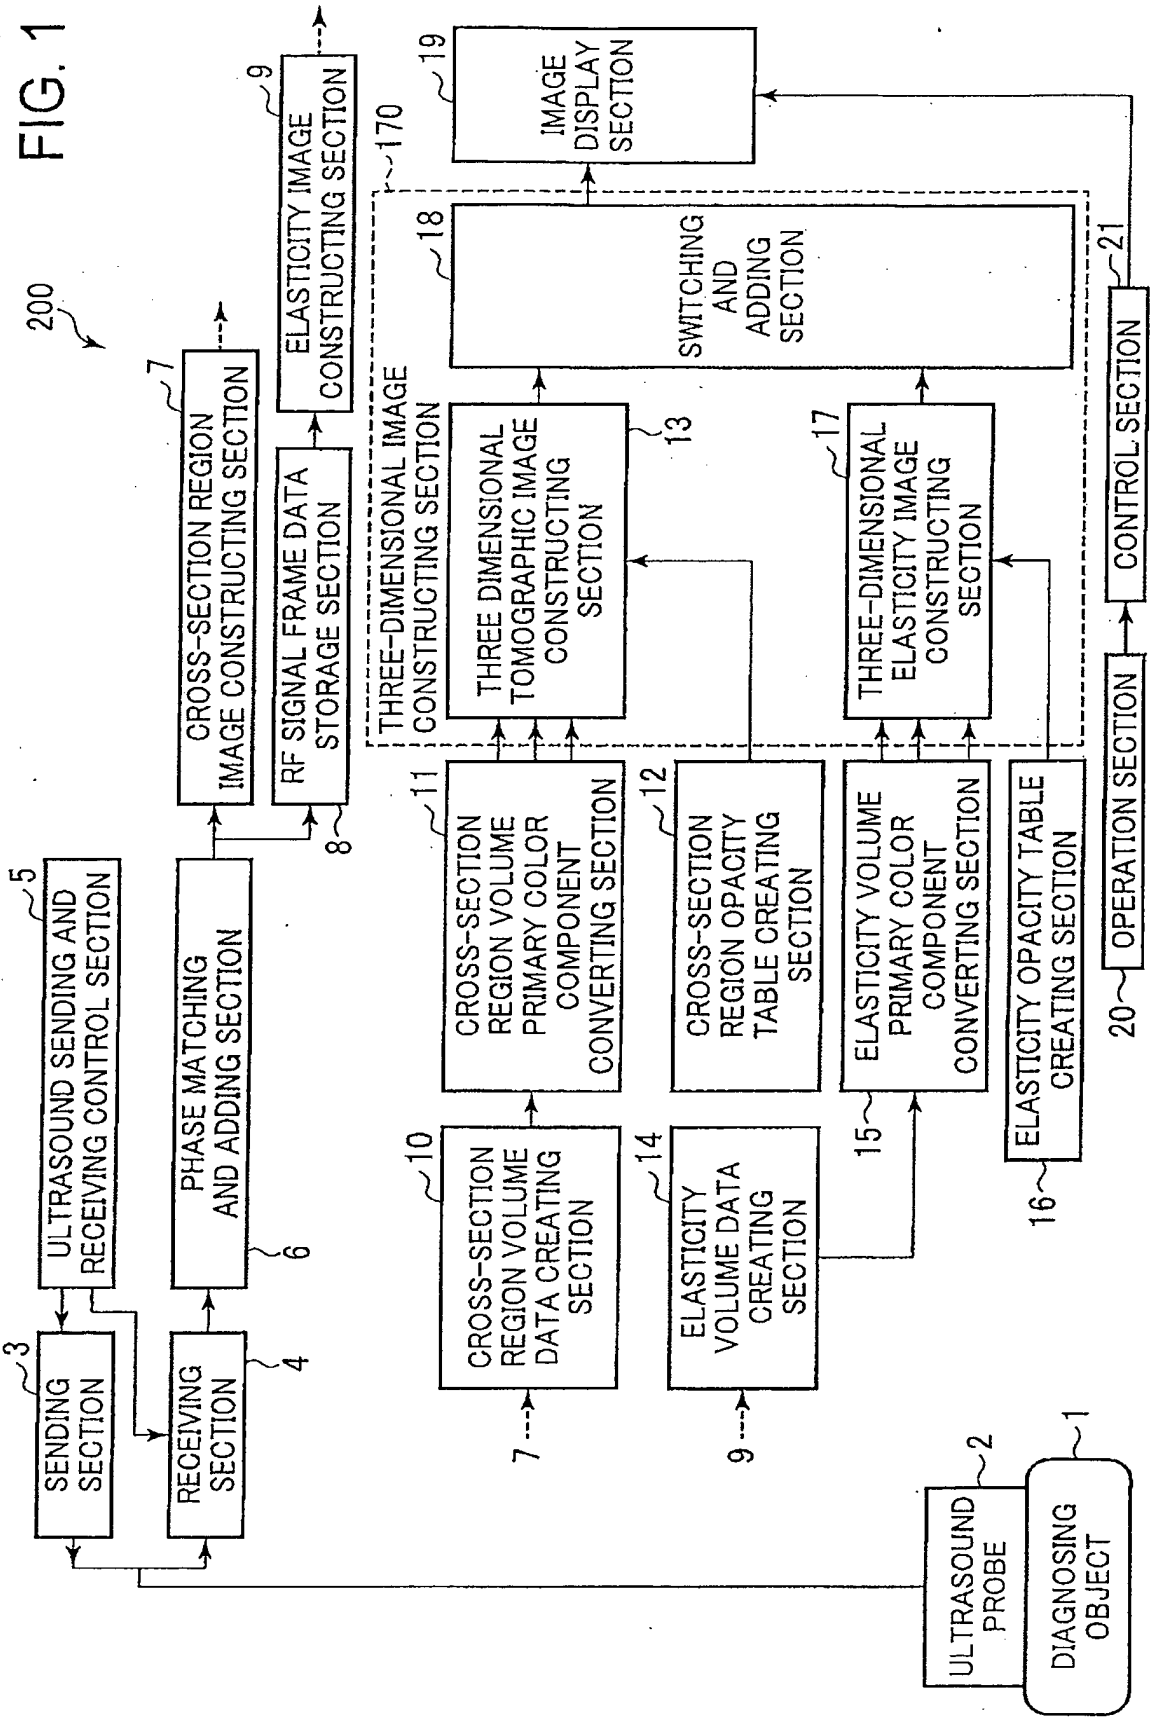 FIG. 1
200
5
ULTRASOUND SENDING AND
RECEIVING CONTROL SECTION
3
SENDING
SECTION
RECEIVING
SECTION
4
PHASE MATCHING
AND ADDING SECTION
6
7
CROSS-SECTION REGION
IMAGE CONSTRUCTING SECTION
RF SIGNAL FRAME DATA
STORAGE SECTION
8
9
ELASTICITY IMAGE
CONSTRUCTING SECTION
7
10
CROSS-SECTION
REGION VOLUME
DATA CREATING
SECTION
11
CROSS-SECTION
REGION VOLUME
PRIMARY COLOR
COMPONENT
CONVERTING SECTION
12
CROSS-SECTION
REGION OPACITY
TABLE CREATING
SECTION
9
14
ELASTICITY
VOLUME DATA
CREATING
SECTION
15
ELASTICITY VOLUME
PRIMARY COLOR
COMPONENT
CONVERTING SECTION
16
ELASTICITY OPACITY TABLE
CREATING SECTION
THREE-DIMENSIONAL IMAGE
CONSTRUCTING SECTION
170
THREE DIMENSIONAL
TOMOGRAPHIC IMAGE
CONSTRUCTING
SECTION
13
17
THREE-DIMENSIONAL
ELASTICITY IMAGE
CONSTRUCTING
SECTION
18
SWITCHING
AND
ADDING
SECTION
19
IMAGE
DISPLAY
SECTION
20
OPERATION SECTION
21
CONTROL SECTION
2
ULTRASOUND
PROBE
1
DIAGNOSING
OBJECT